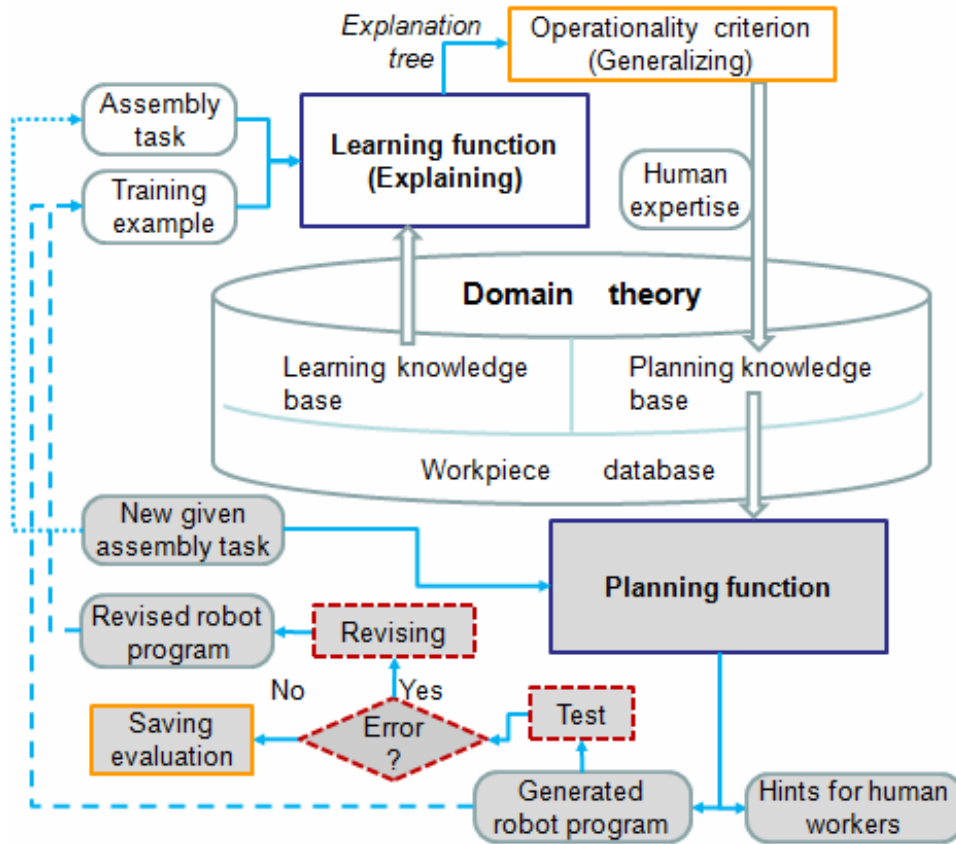 Explanation
tree
Operationality criterion
(Generalizing)
Assembly
task
Learning function
(Explaining)
Training
example
Human
expertise
Domain theory
Learning knowledge
base
Planning knowledge
base
Workpiece database
New given
assembly task
Planning function
Revised robot
program
Revising
No
Yes
Saving
evaluation
Error
?
Test
Generated
robot program
Hints for human
workers